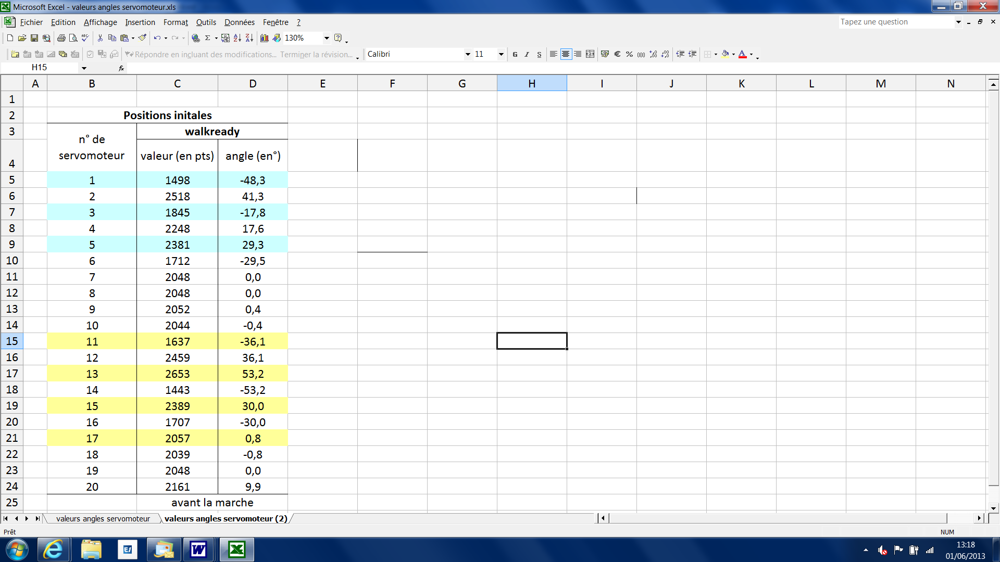 Microsoft Excel - valeurs angles servomoteur.xls
Fichier Edition Affichage Insertion Format Outils Données Fenêtre ? Tapez une question
130%
Répondre en incluant des modifications... Terminer la révision... Calibri 11 G I S € % 000
H15 fx
A B C D E F G H I J K L M N
1
2 Positions initales
3 walkready
n° de
servomoteur valeur (en pts) angle (en°)
4
5 1 1498 -48,3
6 2 2518 41,3
7 3 1845 -17,8
8 4 2248 17,6
9 5 2381 29,3
10 6 1712 -29,5
11 7 2048 0,0
12 8 2048 0,0
13 9 2052 0,4
14 10 2044 -0,4
15 11 1637 -36,1
16 12 2459 36,1
17 13 2653 53,2
18 14 1443 -53,2
19 15 2389 30,0
20 16 1707 -30,0
21 17 2057 0,8
22 18 2039 -0,8
23 19 2048 0,0
24 20 2161 9,9
25 avant la marche
valeurs angles servomoteur valeurs angles servomoteur (2)
Prêt NUM
13:18
01/06/2013